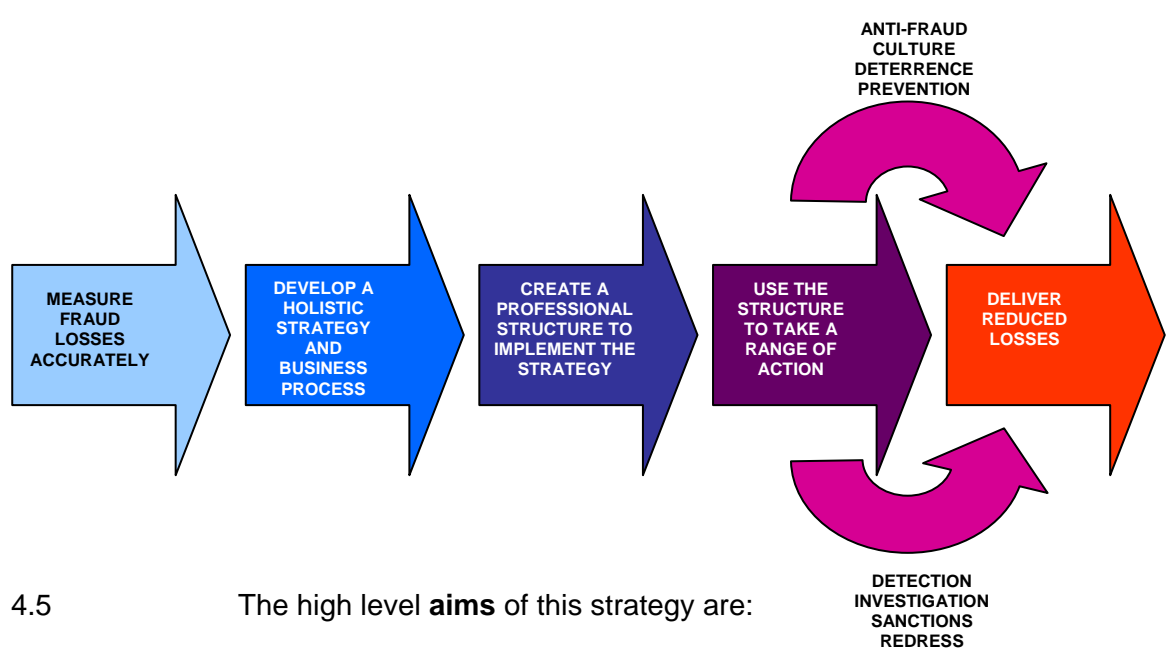 ANTI-FRAUD
CULTURE
DETERRENCE
PREVENTION
MEASURE
FRAUD
LOSSES
ACCURATELY
DEVELOP A
HOLISTIC
STRATEGY
AND
BUSINESS
PROCESS
CREATE A
PROFESSIONAL
STRUCTURE TO
IMPLEMENT THE
STRATEGY
USE THE
STRUCTURE
TO TAKE A
RANGE OF
ACTION
DELIVER
REDUCED
LOSSES
DETECTION
INVESTIGATION
SANCTIONS
REDRESS
4.5 The high level aims of this strategy are: